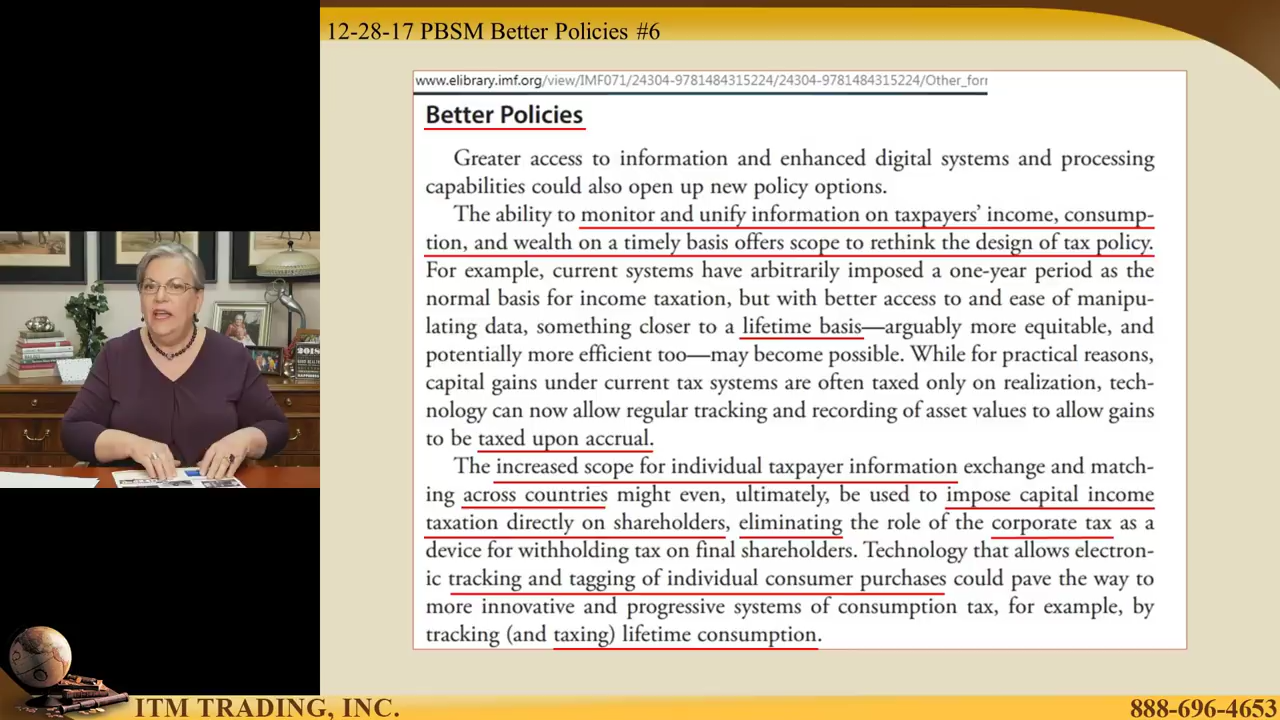 12-28-17 PBSM Better Policies #6
www.elibrary.imf.org/view/IMF071/24304-9781484315224/24304-9781484315224/Other_for
Better Policies
Greater access to information and enhanced digital systems and processing
capabilities could also open up new policy options.
The ability to monitor and unify information on taxpayers' income, consump-
tion, and wealth on a timely basis offers scope to rethink the design of tax policy.
For example, current systems have arbitrarily imposed a one-year period as the
normal basis for income taxation, but with better access to and ease of manipu-
lating data, something closer to a lifetime basis—arguably more equitable, and
potentially more efficient too—may become possible. While for practical reasons,
capital gains under current tax systems are often taxed only on realization, tech-
nology can now allow regular tracking and recording of asset values to allow gains
to be taxed upon accrual.
The increased scope for individual taxpayer information exchange and match-
ing across countries might even, ultimately, be used to impose capital income
taxation directly on shareholders, eliminating the role of the corporate tax as a
device for withholding tax on final shareholders. Technology that allows electron-
ic tracking and tagging of individual consumer purchases could pave the way to
more innovative and progressive systems of consumption tax, for example, by
tracking (and taxing) lifetime consumption.
2018
ITM TRADING, INC.
888-696-4653